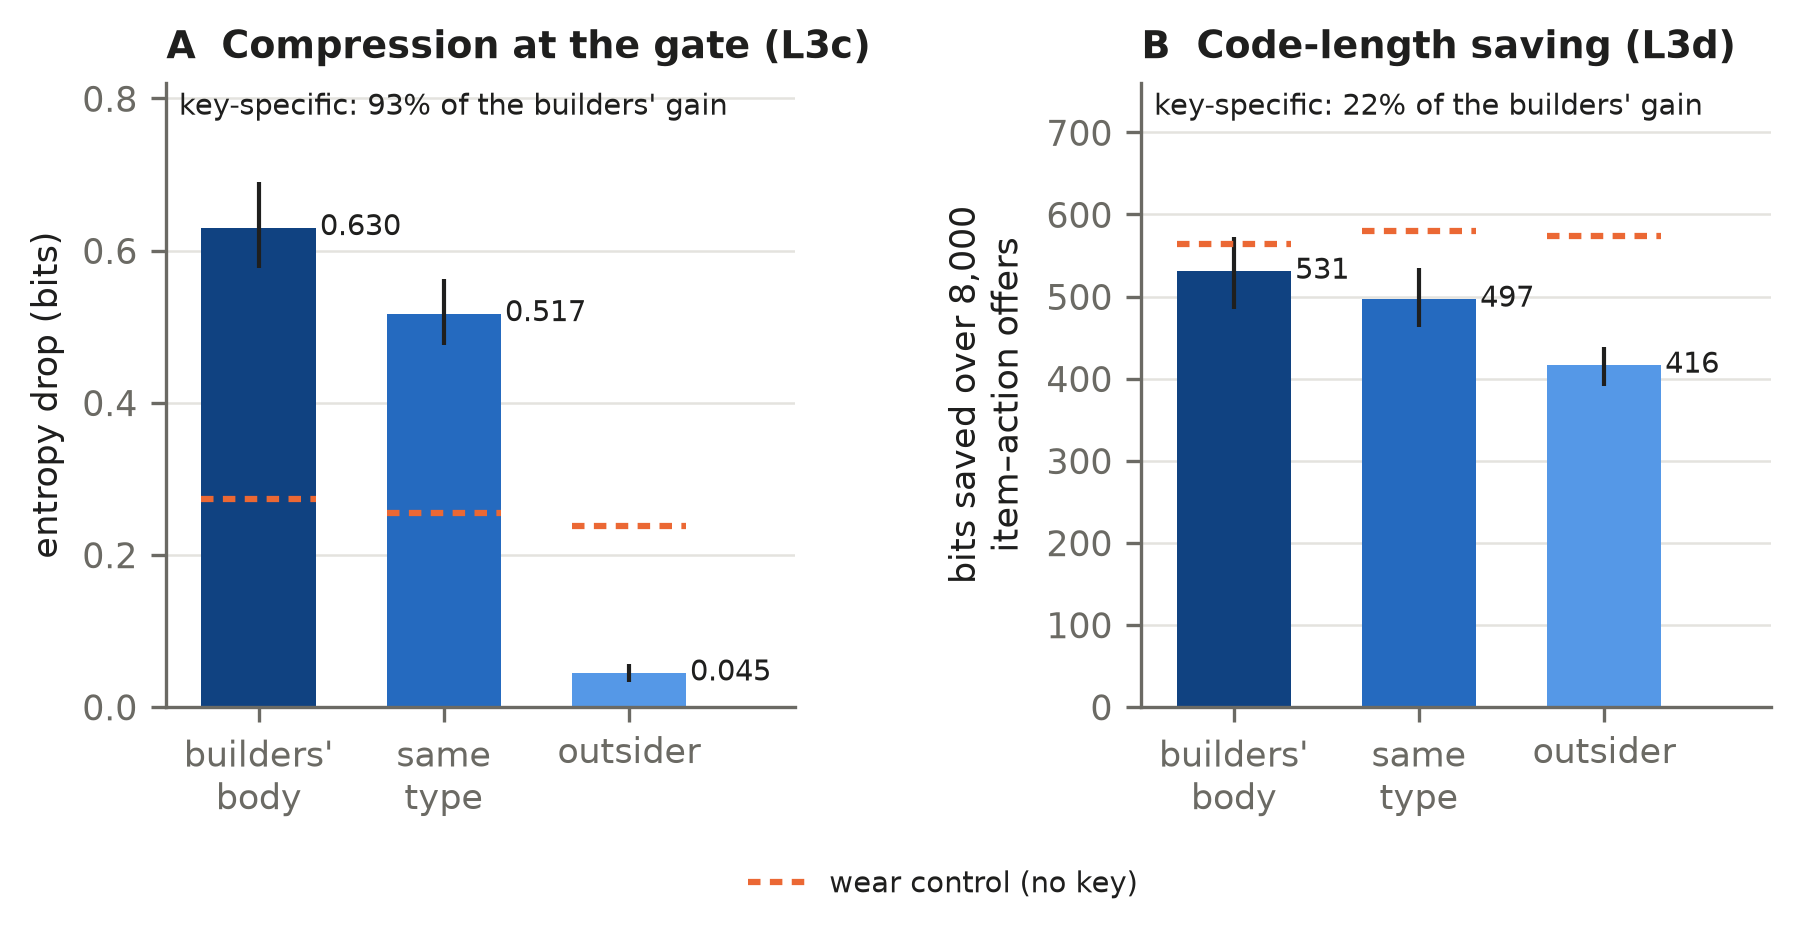 A Compression at the gate (L3c)
key-specific: 93% of the builders' gain
entropy drop (bits)
0.8
0.6
0.4
0.2
0.0
0.630
0.517
0.045
builders'
body
same
type
outsider
B Code-length saving (L3d)
key-specific: 22% of the builders' gain
bits saved over 8,000
item–action offers
700
600
500
400
300
200
100
0
531
497
416
builders'
body
same
type
outsider
wear control (no key)